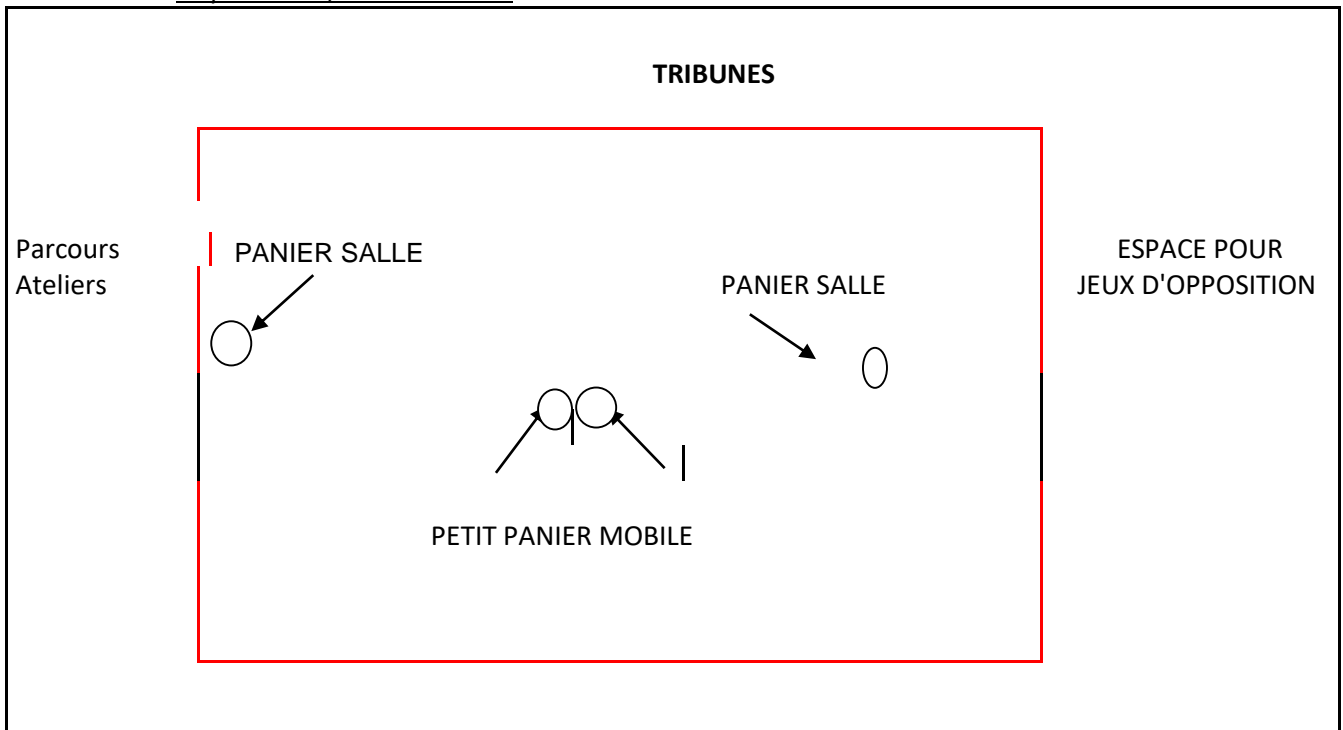 TRIBUNES
Parcours
Ateliers
PANIER SALLE
PANIER SALLE
ESPACE POUR
JEUX D'OPPOSITION
PETIT PANIER MOBILE